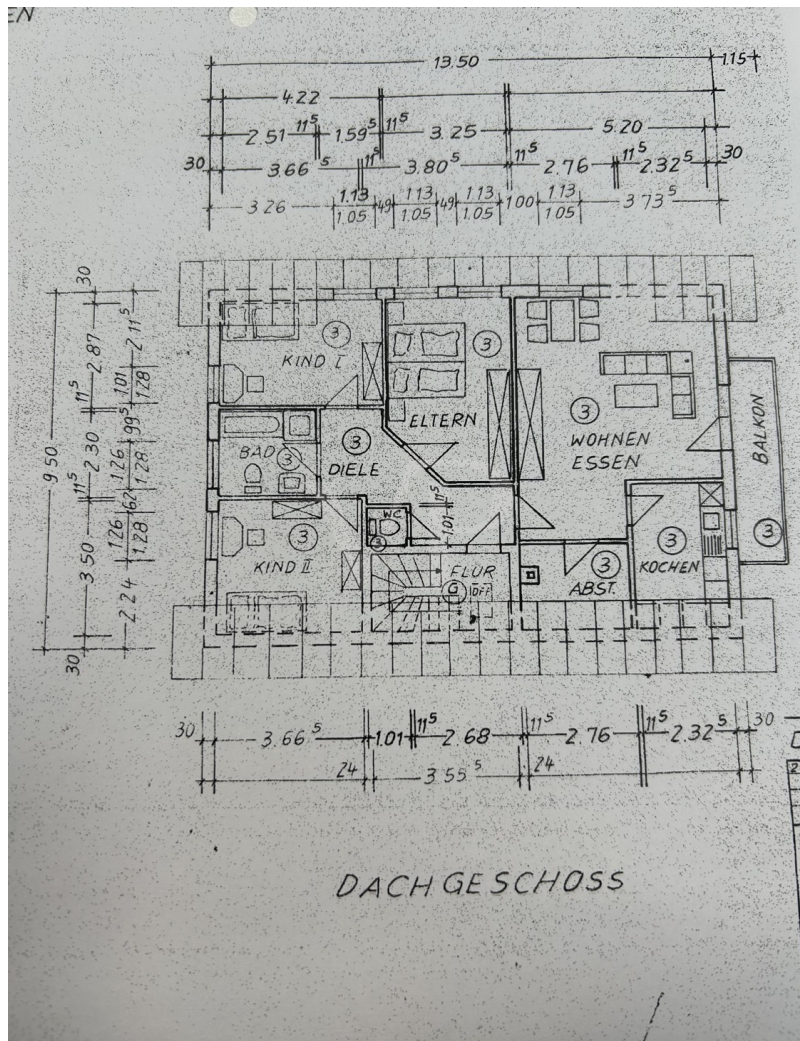 EN
13.50 1.15
4.22
2.51 11⁵ 1.59⁵ 11⁵ 3.25 5.20
30 3.66⁵ 11⁵ 3.80⁵ 2.76 11⁵ 2.32⁵ 30
3.26 1.13 49 1.13 49 1.13 100 1.13 3.73⁵
1.05 1.05 1.05 1.05
30
9.50
30
11⁵ 2.87
11⁵ 2.30
3.50
30
2.11⁵
1.01 1.28
99⁵
1.26 1.28
62⁵
1.26 1.28
2.24
KIND I
3
ELTERN
3
WOHNEN
ESSEN
3
BALKON
3
BAD
3
DIELE
3
WC
3
11⁵
1.01
KIND II
3
FLUR
G
OFF
ABST.
3
KOCHEN
3
30 3.66⁵ 1.01 11⁵ 2.68 11⁵ 2.76 11⁵ 2.32⁵ 30
24 3.55⁵ 24
2
DACHGESCHOSS